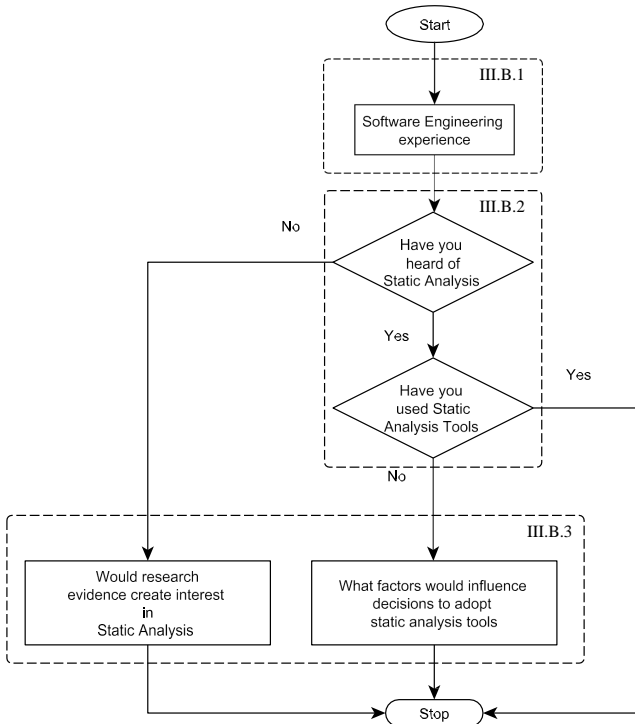 Start
III.B.1
Software Engineering
experience
III.B.2
No
Have you
heard of
Static Analysis
Yes
Have you
used Static
Analysis Tools
Yes
No
III.B.3
Would research
evidence create interest
in
Static Analysis
What factors would influence
decisions to adopt
static analysis tools
Stop